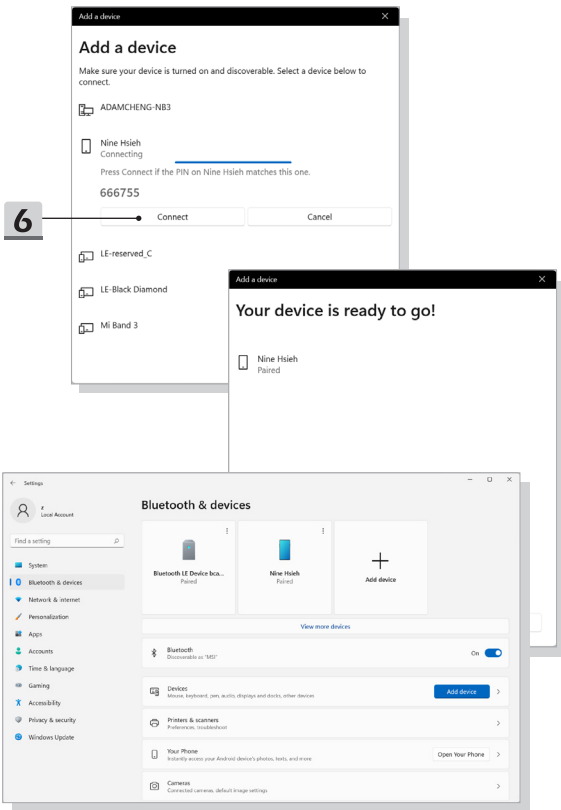 Add a device
Add a device
Make sure your device is turned on and discoverable. Select a device below to
connect.
ADAMCHENG-NB3
Nine Hsieh
Connecting
Press Connect if the PIN on Nine Hsieh matches this one.
666755
6
Connect
Cancel
LE-reserved_C
LE-Black Diamond
Mi Band 3
Add a device
Your device is ready to go!
Nine Hsieh
Paired
Settings
Local Account
Find a setting
System
Bluetooth & devices
Network & internet
Personalization
Apps
Accounts
Time & language
Gaming
Accessibility
Privacy & security
Windows Update
Bluetooth & devices
Bluetooth LE Device bca...
Paired
Nine Hsieh
Paired
Add device
View more devices
Bluetooth
Discoverable as "MSI"
On
Devices
Mouse, keyboard, pen, audio, displays and docks, other devices
Add device
Printers & scanners
Preferences, troubleshoot
Your Phone
Instantly access your Android device's photos, texts, and more
Open Your Phone
Cameras
Connected cameras, default image settings